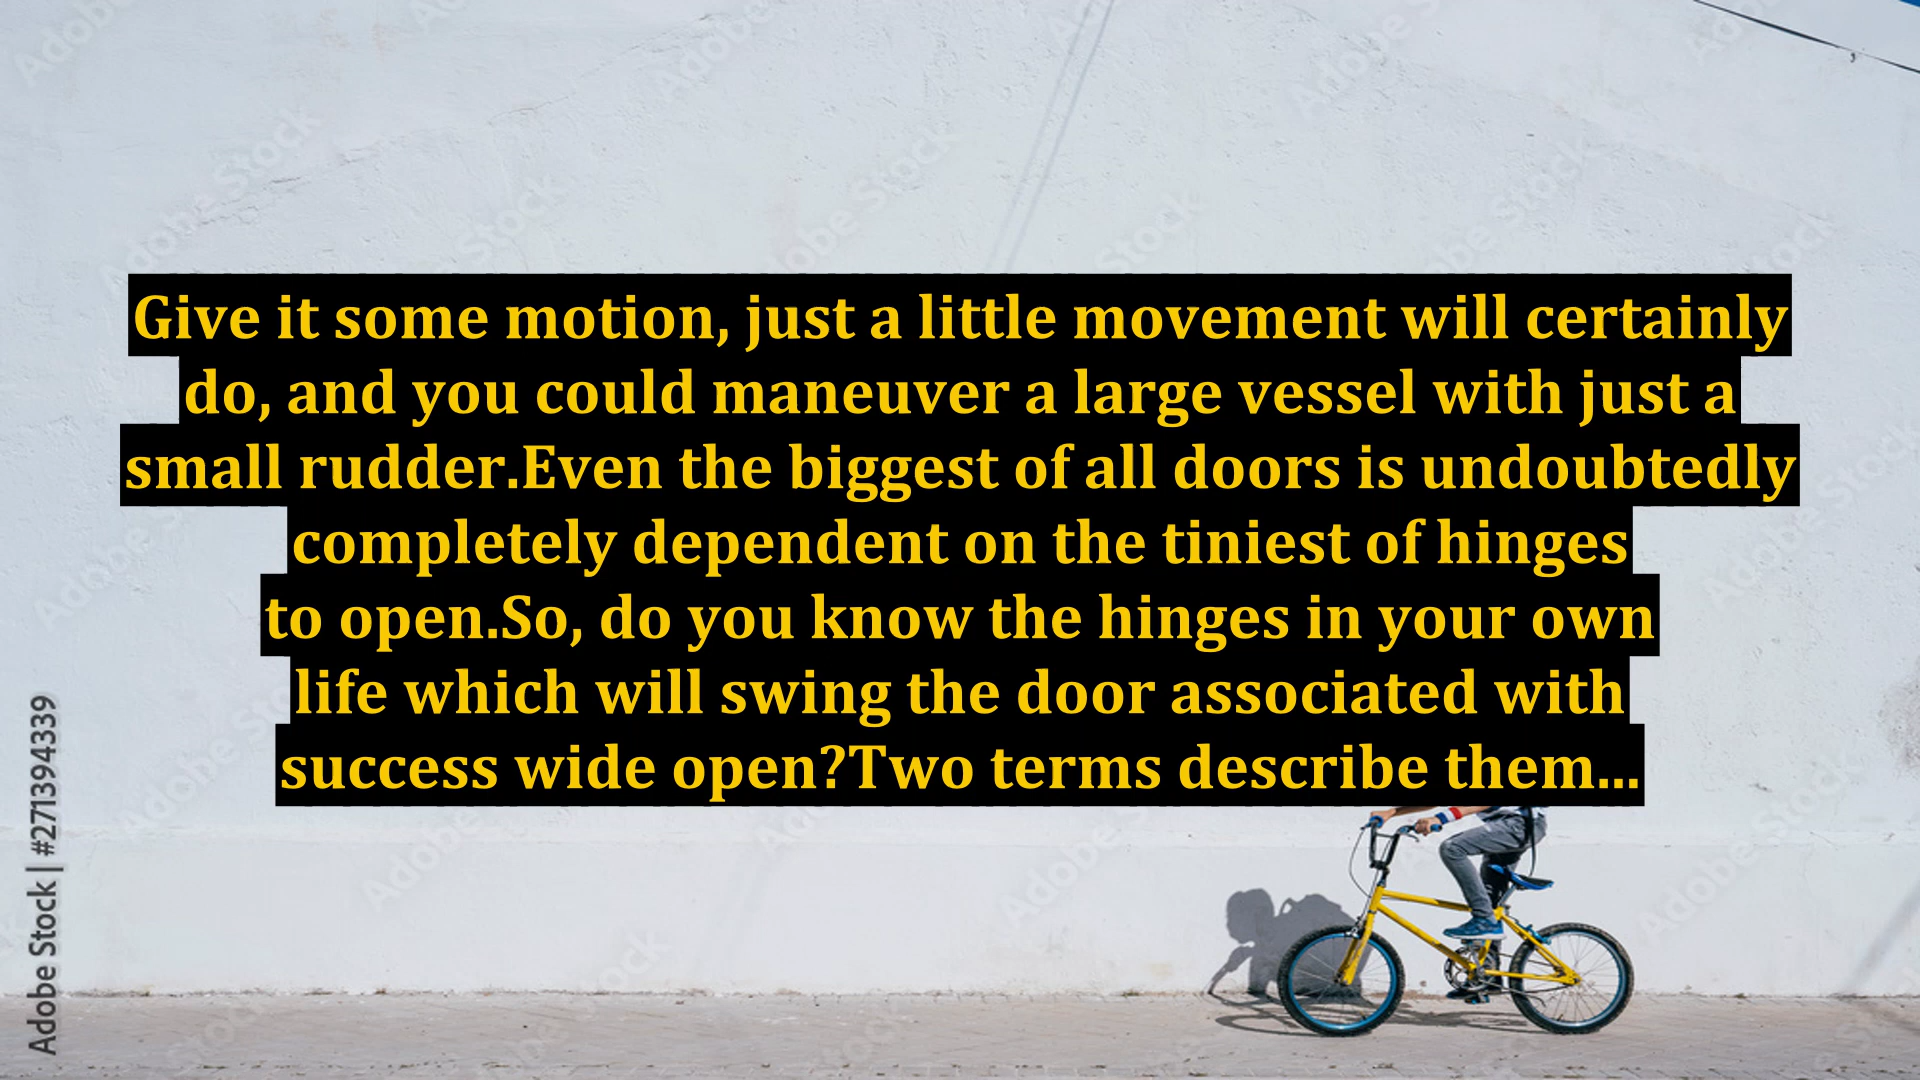 Give it some motion, just a little movement will certainly
do, and you could maneuver a large vessel with just a
small rudder.Even the biggest of all doors is undoubtedly
completely dependent on the tiniest of hinges
to open.So, do you know the hinges in your own
life which will swing the door associated with
success wide open?Two terms describe them...
Adobe Stock | #271394339
Adobe Stock